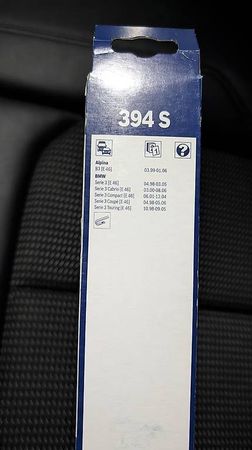 394 S
?
Alpina
B3 [E 46] 03.99-01.06
BMW
Serie 3 [E 46] 04.98-03.05
Serie 3 Cabrio [E 46] 03.00-08.06
Serie 3 Compact [E 46] 06.01-12.04
Serie 3 Coupé [E 46] 04.98-05.06
Serie 3 Touring [E 46] 10.98-09.05